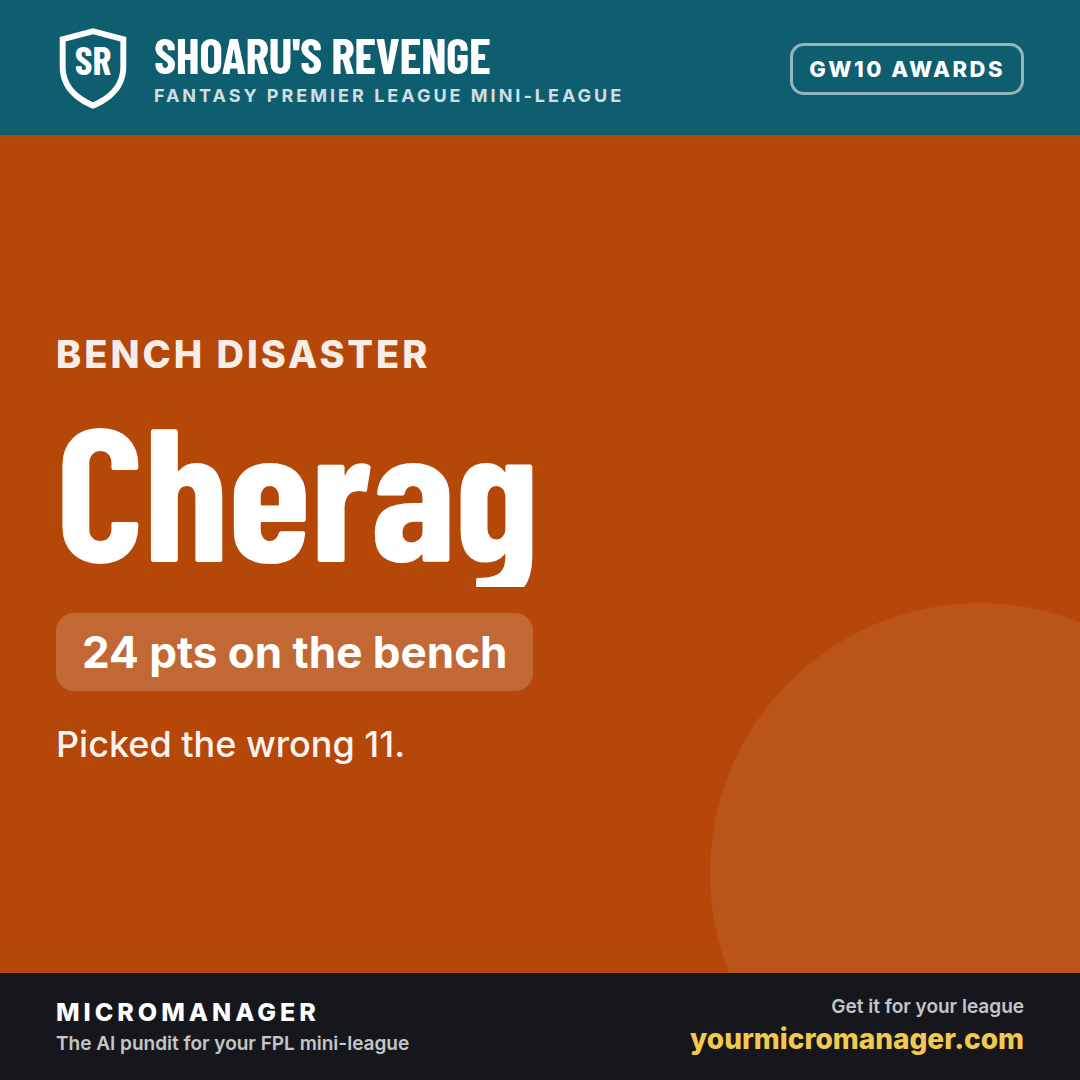 SR
SHOARU'S REVENGE
FANTASY PREMIER LEAGUE MINI-LEAGUE
GW10 AWARDS
BENCH DISASTER
Cherag
24 pts on the bench
Picked the wrong 11.
MICROMANAGER
The AI pundit for your FPL mini-league
Get it for your league
yourmicromanager.com